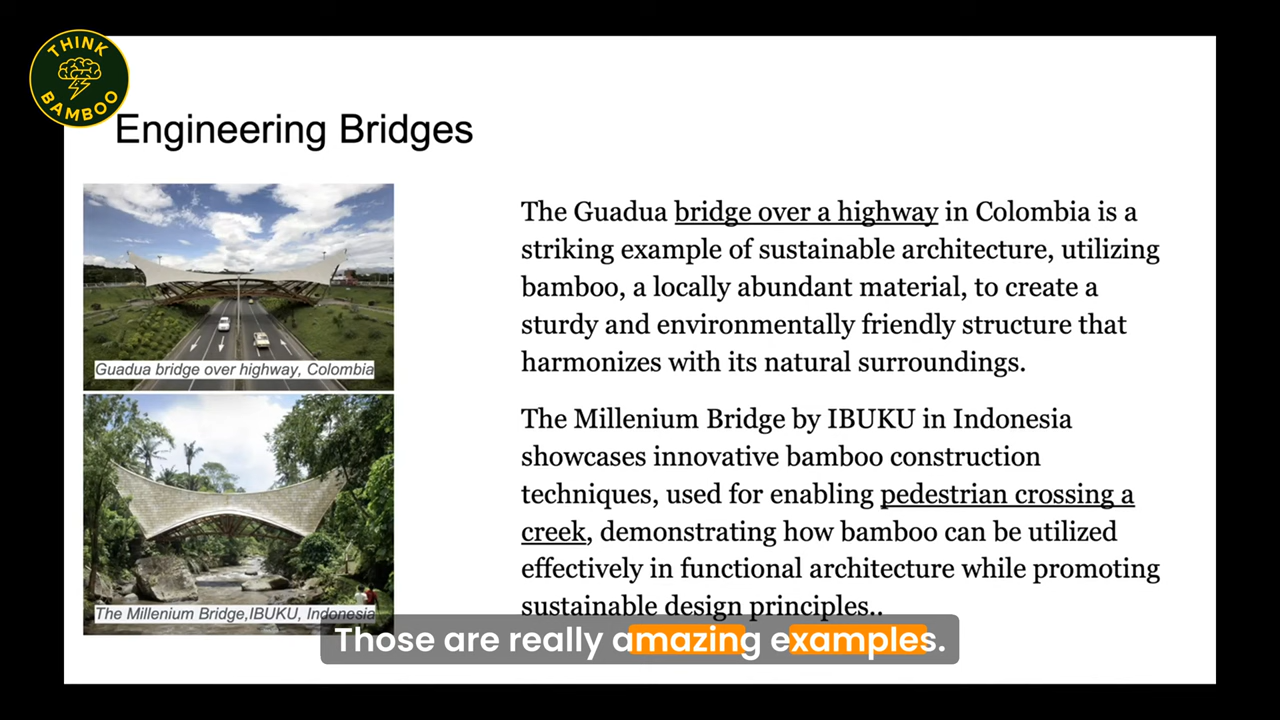 THINK
BAMBOO
Engineering Bridges
Guadua bridge over highway, Colombia
The Millenium Bridge,IBUKU, Indonesia
The Guadua bridge over a highway in Colombia is a
striking example of sustainable architecture, utilizing
bamboo, a locally abundant material, to create a
sturdy and environmentally friendly structure that
harmonizes with its natural surroundings.
The Millenium Bridge by IBUKU in Indonesia
showcases innovative bamboo construction
techniques, used for enabling pedestrian crossing a
creek, demonstrating how bamboo can be utilized
effectively in functional architecture while promoting
sustainable design principles..
Those are really amazing examples.